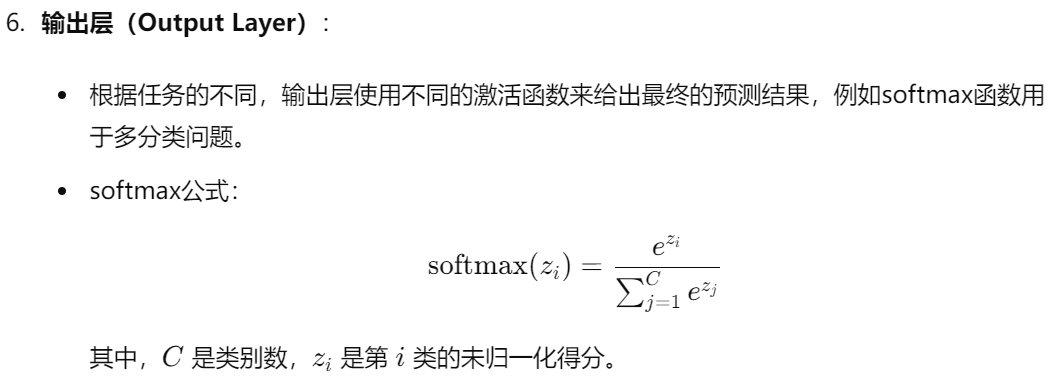 6. 输出层（Output Layer）：
• 根据任务的不同，输出层使用不同的激活函数来给出最终的预测结果，例如softmax函数用
于多分类问题。
• softmax公式：
softmax(z_i) = \frac{e^{z_i}}{\sum_{j=1}^{C} e^{z_j}}
其中，C 是类别数，z_i 是第 i 类的未归一化得分。